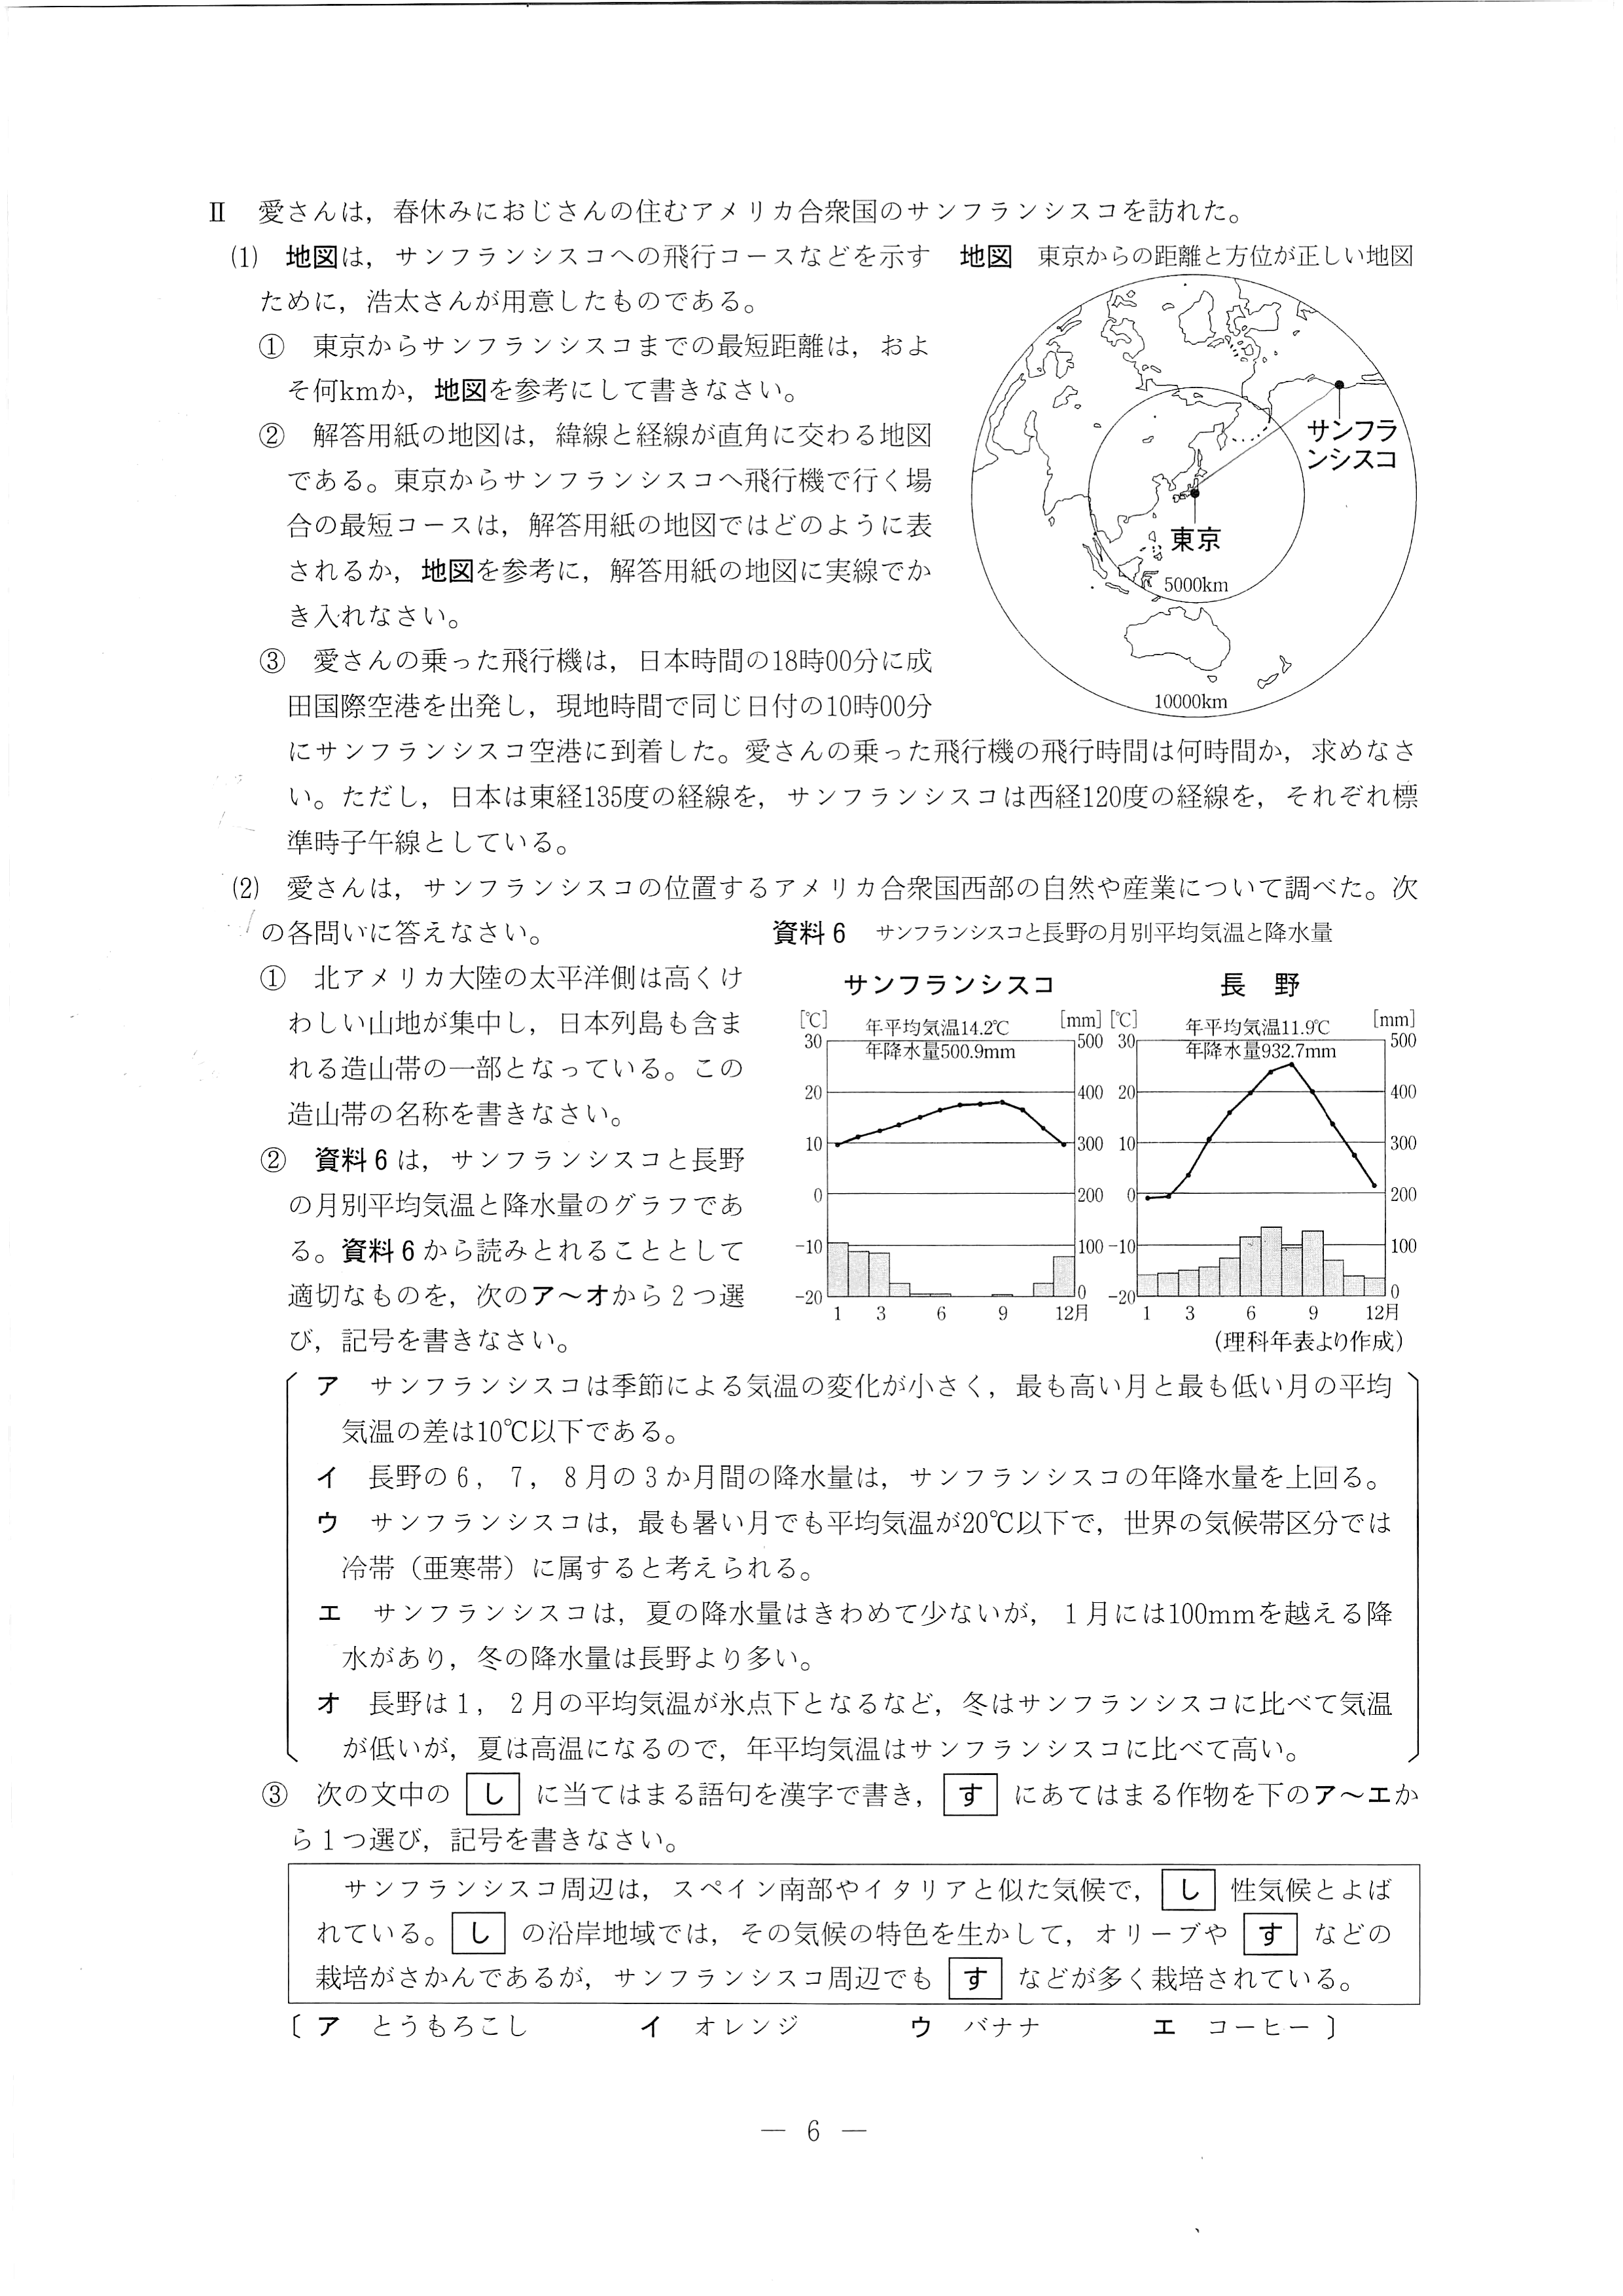 Ⅱ　愛さんは，春休みにおじさんの住むアメリカ合衆国のサンフランシスコを訪れた。
(1)　地図は，サンフランシスコへの飛行コースなどを示す
ために，浩太さんが用意したものである。
①　東京からサンフランシスコまでの最短距離は，およ
そ何kmか，地図を参考にして書きなさい。
②　解答用紙の地図は，緯線と経線が直角に交わる地図
である。東京からサンフランシスコへ飛行機で行く場
合の最短コースは，解答用紙の地図ではどのように表
されるか，地図を参考に，解答用紙の地図に実線でか
き入れなさい。
③　愛さんの乗った飛行機は，日本時間の18時00分に成
田国際空港を出発し，現地時間で同じ日付の10時00分
にサンフランシスコ空港に到着した。愛さんの乗った飛行機の飛行時間は何時間か，求めなさ
い。ただし，日本は東経135度の経線を，サンフランシスコは西経120度の経線を，それぞれ標
準時子午線としている。
地図　東京からの距離と方位が正しい地図
サンフラ
ンシスコ
東京
5000km
10000km
(2)　愛さんは，サンフランシスコの位置するアメリカ合衆国西部の自然や産業について調べた。次
の各問いに答えなさい。
①　北アメリカ大陸の太平洋側は高くけ
わしい山地が集中し，日本列島も含ま
れる造山帯の一部となっている。この
造山帯の名称を書きなさい。
②　資料6は，サンフランシスコと長野
の月別平均気温と降水量のグラフであ
る。資料6から読みとれることとして
適切なものを，次のア～オから2つ選
び，記号を書きなさい。
資料6　サンフランシスコと長野の月別平均気温と降水量
サンフランシスコ
[℃]　年平均気温14.2℃　[mm]
年降水量500.9mm
30　500
20　400
10　300
0　200
-10　100
-20　0
1　3　6　9　12月
長　野
[℃]　年平均気温11.9℃　[mm]
年降水量932.7mm
30　500
20　400
10　300
0　200
-10　100
-20　0
1　3　6　9　12月
（理科年表より作成）
ア　サンフランシスコは季節による気温の変化が小さく，最も高い月と最も低い月の平均
気温の差は10℃以下である。
イ　長野の6，7，8月の3か月間の降水量は，サンフランシスコの年降水量を上回る。
ウ　サンフランシスコは，最も暑い月でも平均気温が20℃以下で，世界の気候帯区分では
冷帯（亜寒帯）に属すると考えられる。
エ　サンフランシスコは，夏の降水量はきわめて少ないが，1月には100mmを越える降
水があり，冬の降水量は長野より多い。
オ　長野は1，2月の平均気温が氷点下となるなど，冬はサンフランシスコに比べて気温
が低いが，夏は高温になるので，年平均気温はサンフランシスコに比べて高い。
③　次の文中の し に当てはまる語句を漢字で書き， す にあてはまる作物を下のア～エか
ら1つ選び，記号を書きなさい。
サンフランシスコ周辺は，スペイン南部やイタリアと似た気候で， し 性気候とよば
れている。 し の沿岸地域では，その気候の特色を生かして，オリーブや す などの
栽培がさかんであるが，サンフランシスコ周辺でも す などが多く栽培されている。
〔 ア　とうもろこし　イ　オレンジ　ウ　バナナ　エ　コーヒー 〕
― 6 ―